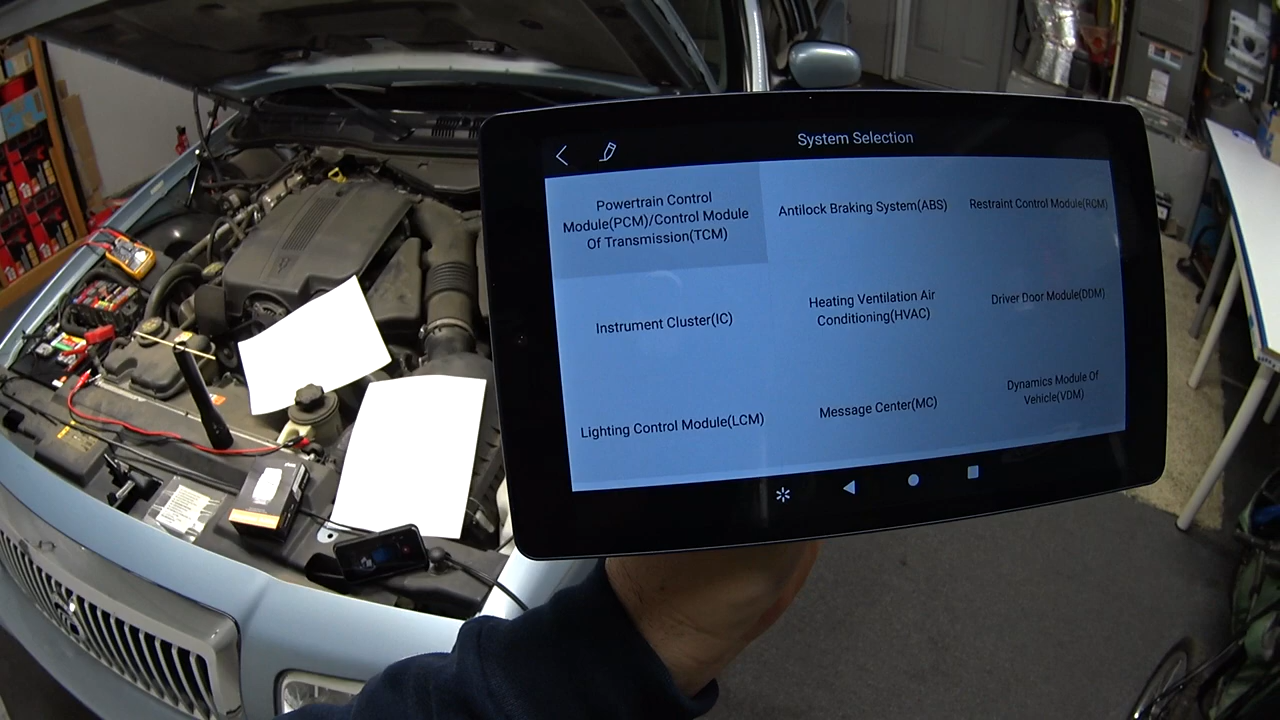 System Selection
Powertrain Control
Module(PCM)/Control Module
Of Transmission(TCM)
Antilock Braking System(ABS)
Restraint Control Module(RCM)
Instrument Cluster(IC)
Heating Ventilation Air
Conditioning(HVAC)
Driver Door Module(DDM)
Lighting Control Module(LCM)
Message Center(MC)
Dynamics Module Of
Vehicle(VDM)